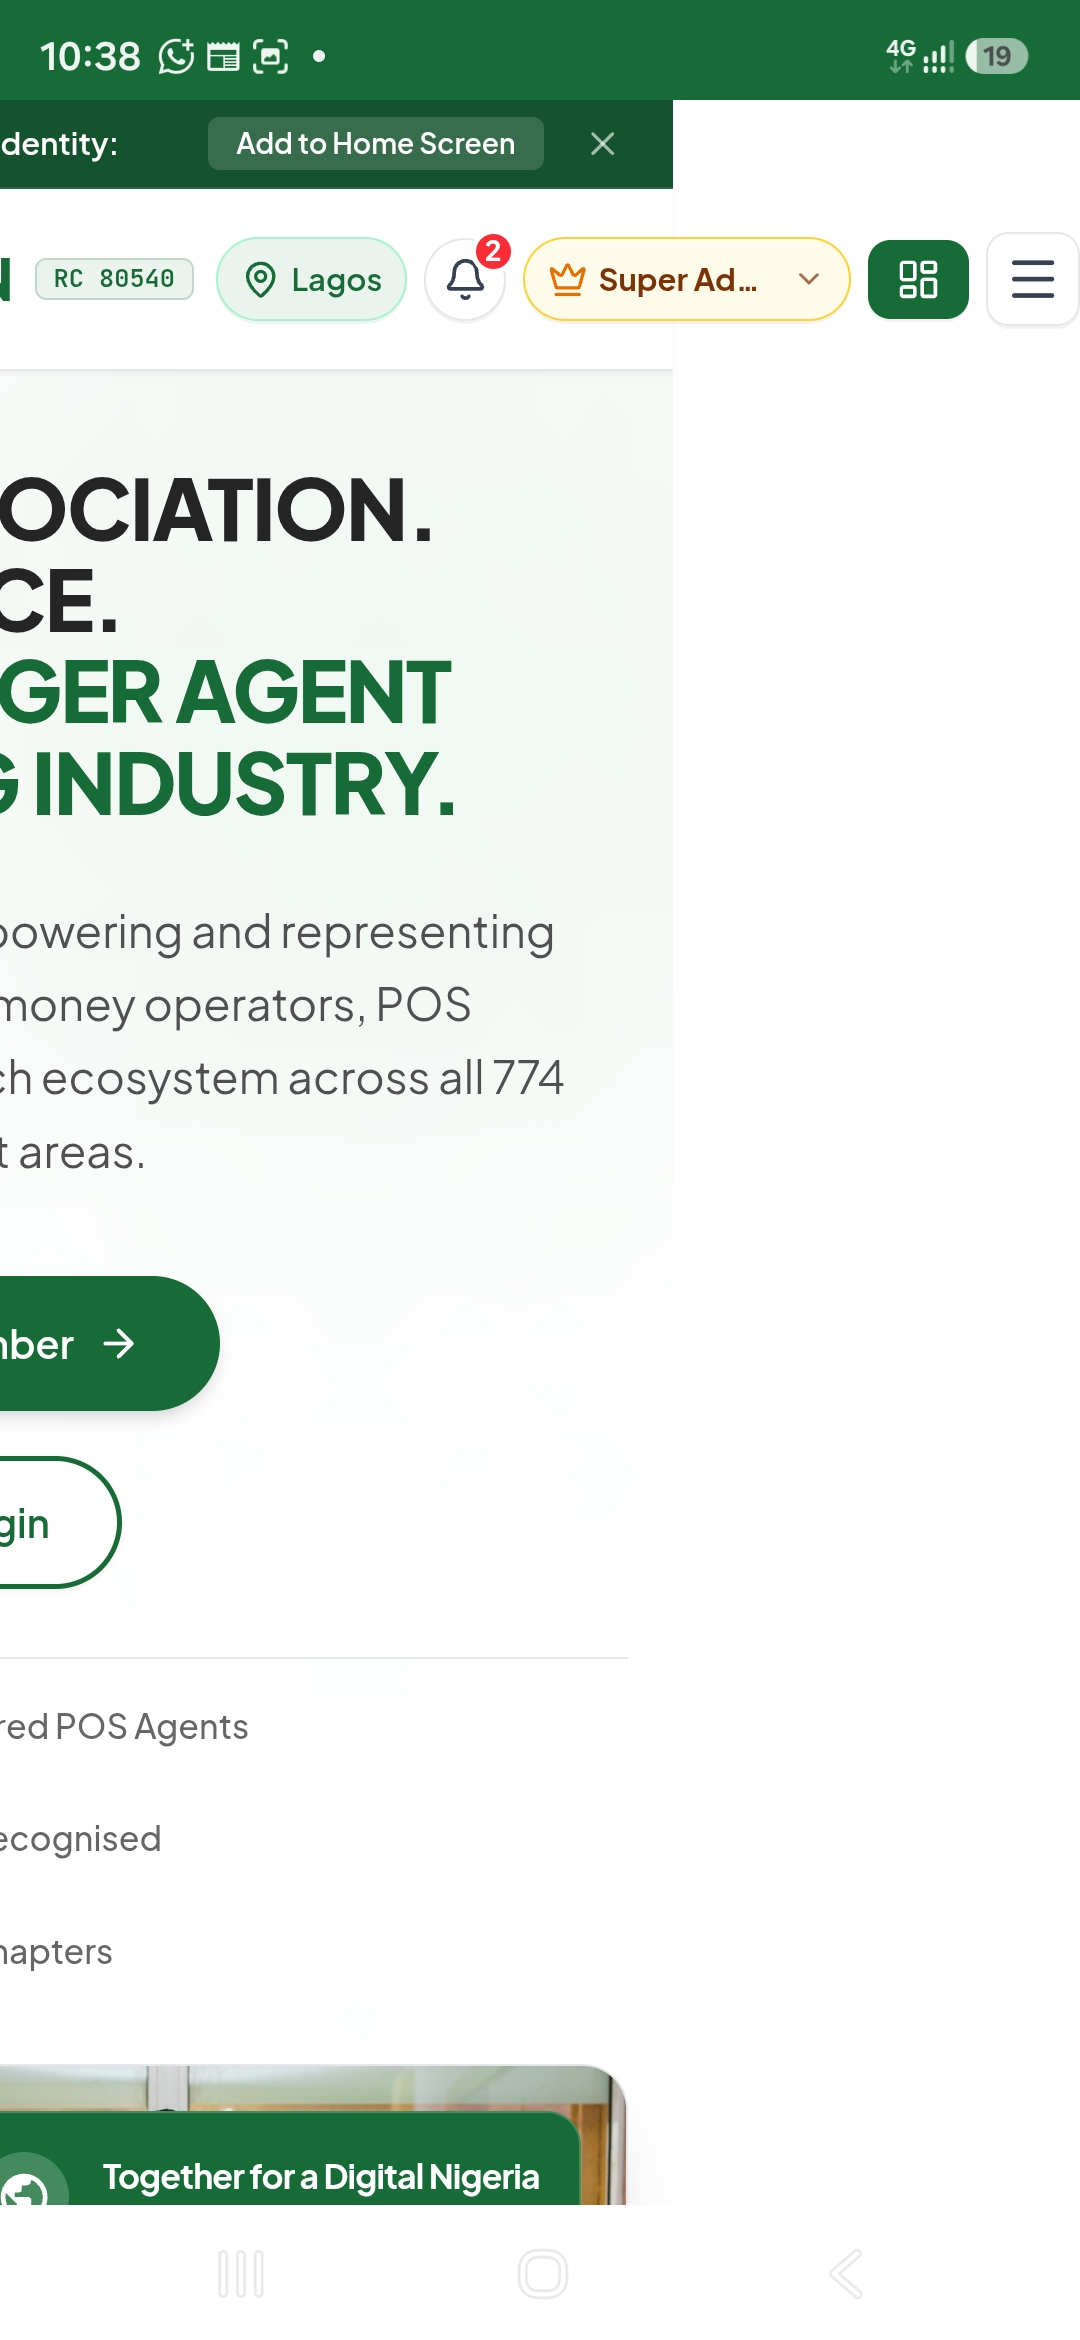 10:38
4G
19
dentity:
Add to Home Screen
N
RC 80540
Lagos
2
Super Ad...
OCIATION.
CE.
GER AGENT
G INDUSTRY.
powering and representing
money operators, POS
ch ecosystem across all 774
t areas.
mber
gin
red POS Agents
ecognised
hapters
Together for a Digital Nigeria